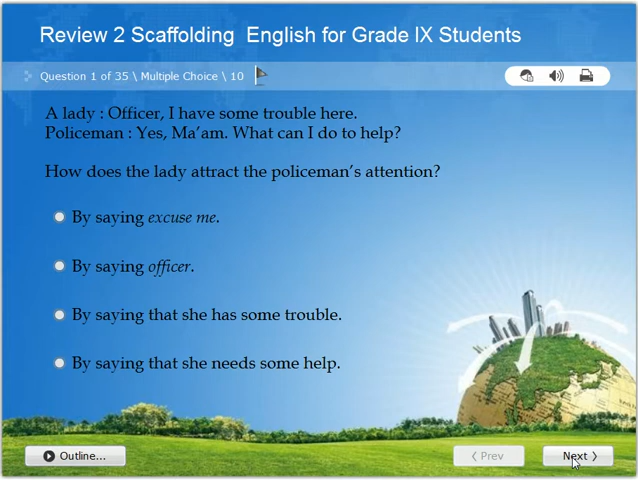 Review 2 Scaffolding  English for Grade IX Students
Question 1 of 35 \ Multiple Choice \ 10
A lady : Officer, I have some trouble here.
Policeman : Yes, Ma'am. What can I do to help?
How does the lady attract the policeman's attention?
By saying excuse me.
By saying officer.
By saying that she has some trouble.
By saying that she needs some help.
Outline...
Prev
Next